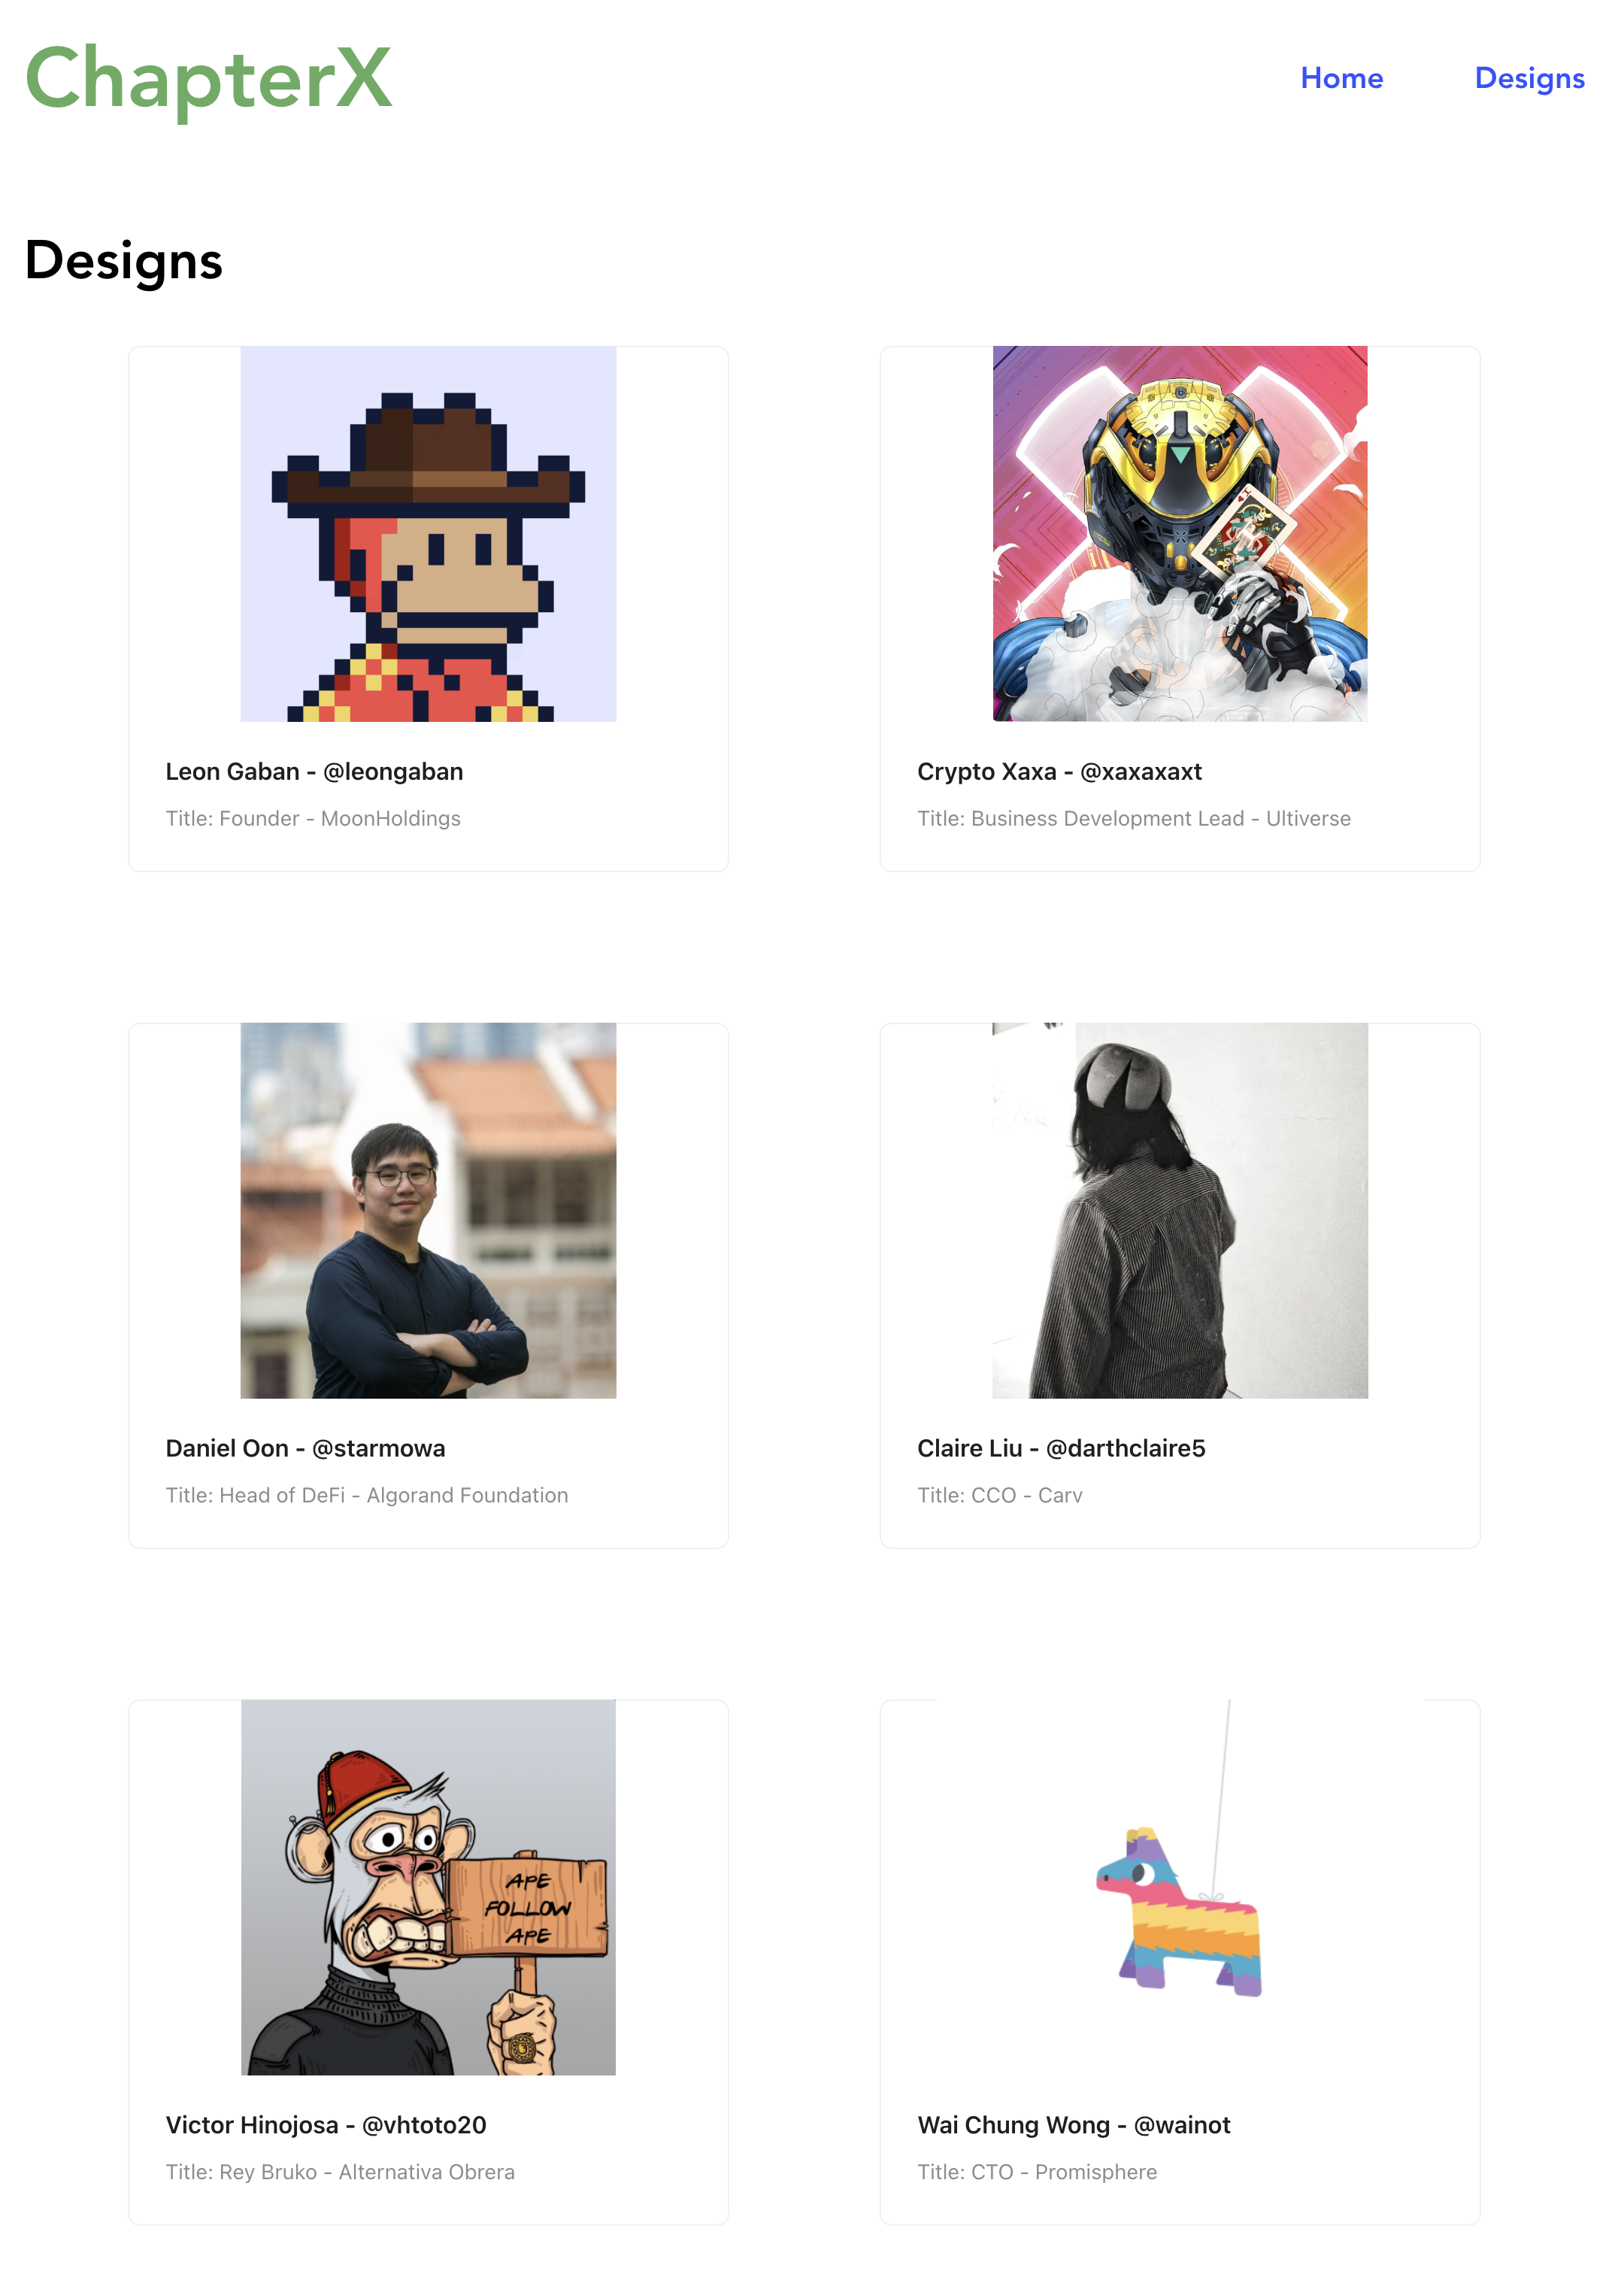 ChapterX
Home
Designs
Designs
Leon Gaban - @leongaban
Title: Founder - MoonHoldings
Crypto Xaxa - @xaxaxaxt
Title: Business Development Lead - Ultiverse
Daniel Oon - @starmowa
Title: Head of DeFi - Algorand Foundation
Claire Liu - @darthclaire5
Title: CCO - Carv
APE
FOLLOW
APE
Victor Hinojosa - @vhtoto20
Title: Rey Bruko - Alternativa Obrera
Wai Chung Wong - @wainot
Title: CTO - Promisphere